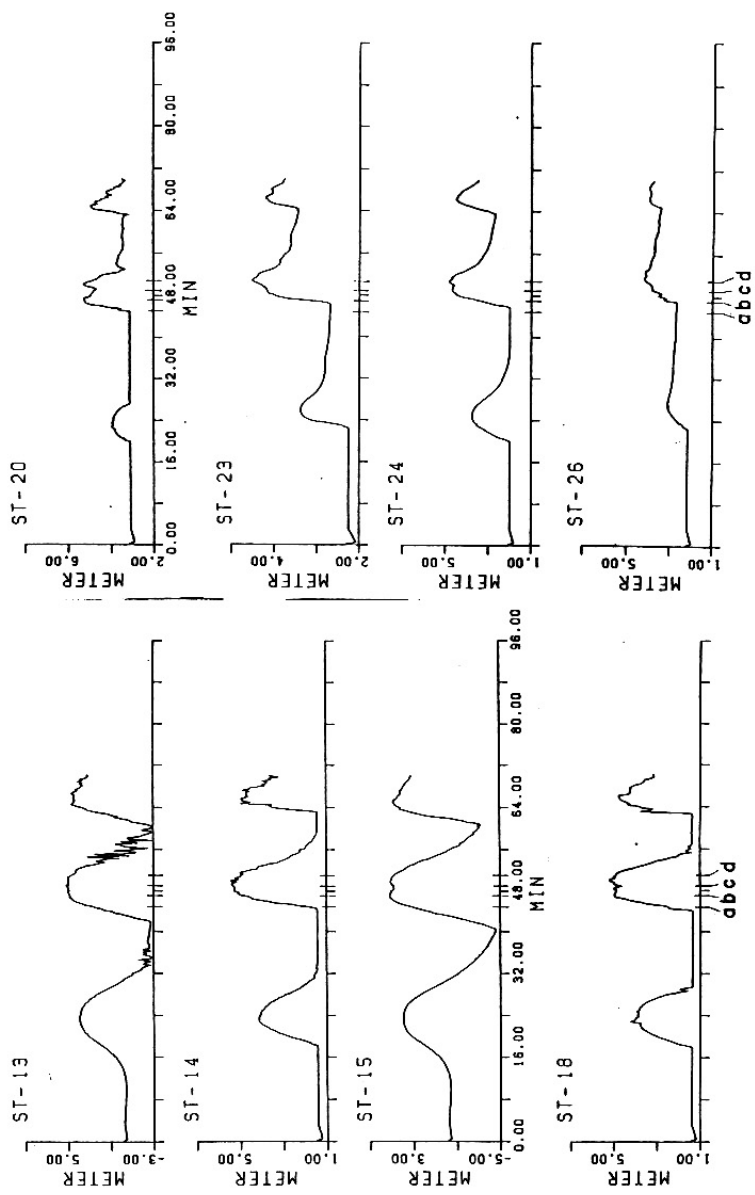 ST-13
METER
5.00
-3.00
ST-14
METER
5.00
1.00
ST-15
METER
3.00
-5.00
0.00 16.00 32.00 48.00 64.00 80.00 96.00
MIN
ST-18
METER
5.00
1.00
abcd
ST-20
METER
6.00
2.00
0.00 16.00 32.00 48.00 64.00 80.00 96.00
MIN
ST-23
METER
4.00
2.00
ST-24
METER
5.00
1.00
ST-26
METER
5.00
1.00
abcd